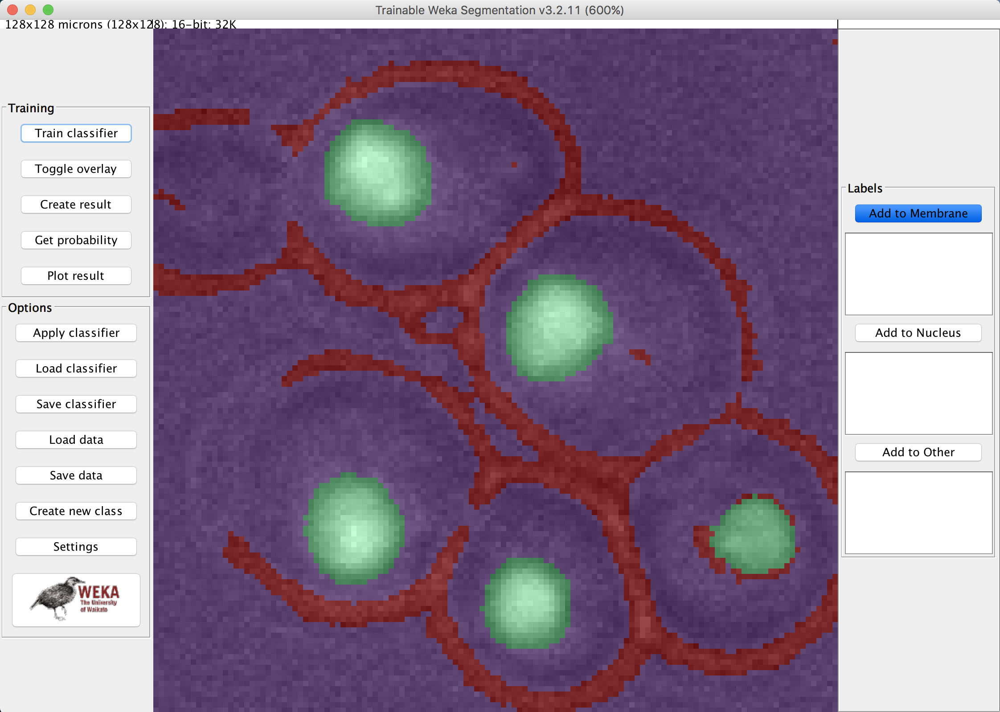 Trainable Weka Segmentation v3.2.11 (600%)
128x128 microns (128x128); 16-bit; 32K
Training
Train classifier
Toggle overlay
Create result
Get probability
Plot result
Options
Apply classifier
Load classifier
Save classifier
Load data
Save data
Create new class
Settings
WEKA
The University
of Waikato
Labels
Add to Membrane
Add to Nucleus
Add to Other